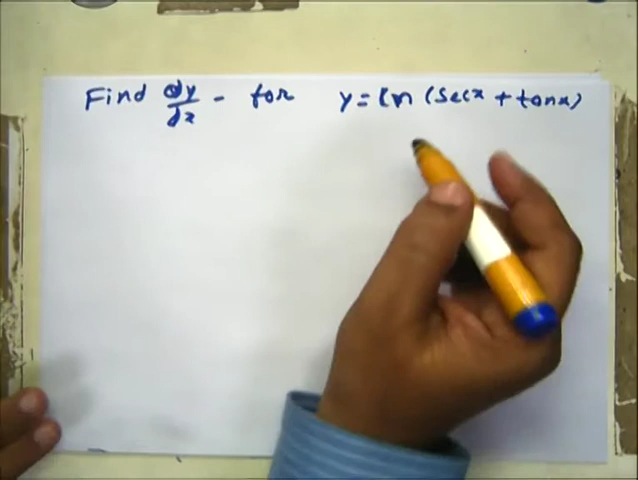 Find dy/dx - for y = ln (secx + tanx)